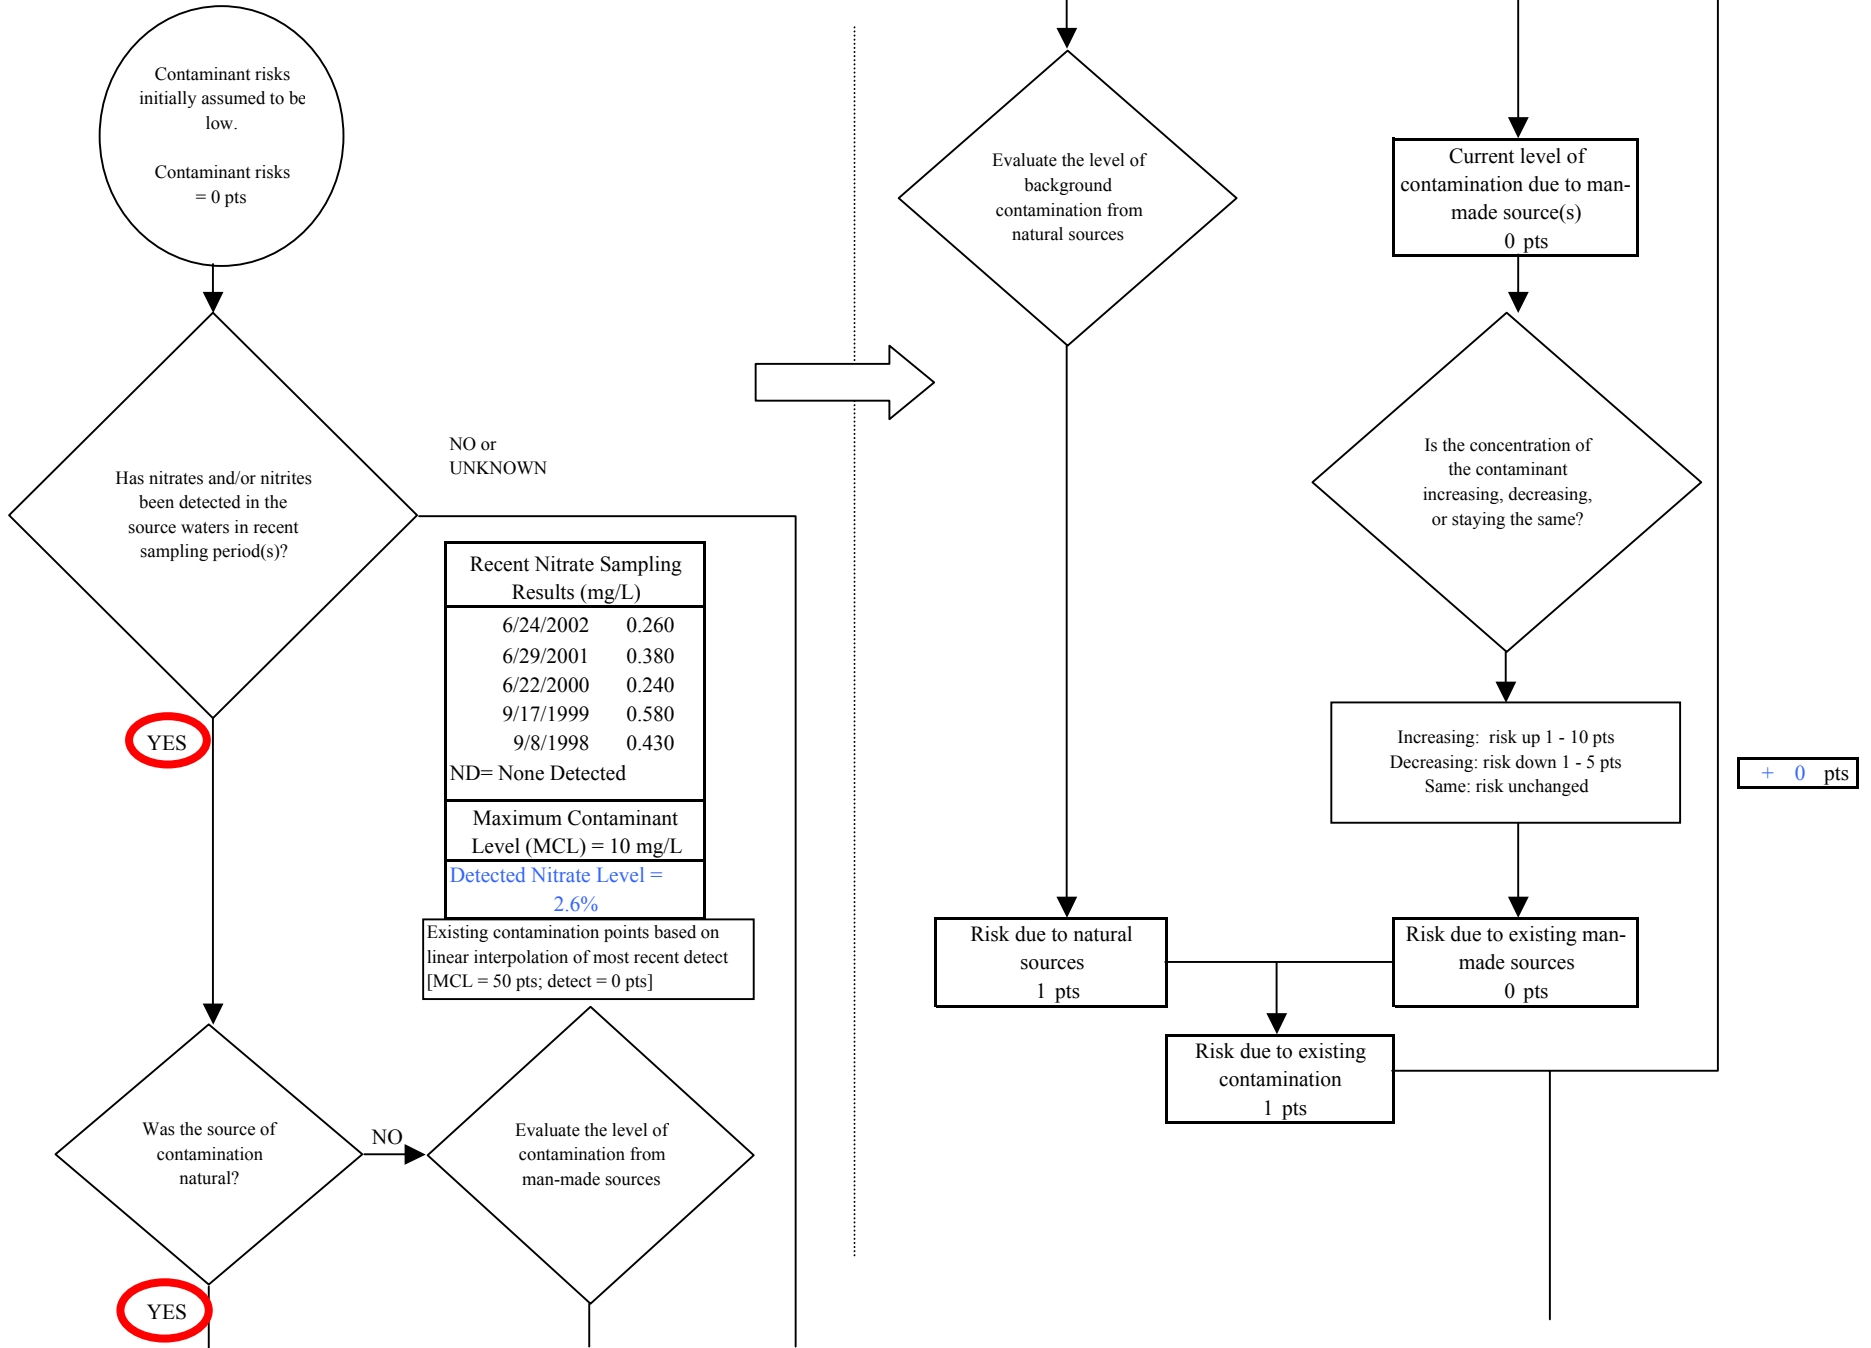 Contaminant risks
initially assumed to be
low.
Contaminant risks
= 0 pts
Has nitrates and/or nitrites
been detected in the
source waters in recent
sampling period(s)?
NO or
UNKNOWN
YES
Recent Nitrate Sampling
Results (mg/L)
6/24/2002 0.260
6/29/2001 0.380
6/22/2000 0.240
9/17/1999 0.580
9/8/1998 0.430
ND= None Detected
Maximum Contaminant
Level (MCL) = 10 mg/L
Detected Nitrate Level =
2.6%
Existing contamination points based on
linear interpolation of most recent detect
[MCL = 50 pts; detect = 0 pts]
Was the source of
contamination
natural?
NO
Evaluate the level of
contamination from
man-made sources
YES
Evaluate the level of
background
contamination from
natural sources
Current level of
contamination due to man-
made source(s)
0 pts
Is the concentration of
the contaminant
increasing, decreasing,
or staying the same?
Increasing: risk up 1 - 10 pts
Decreasing: risk down 1 - 5 pts
Same: risk unchanged
+ 0 pts
Risk due to natural
sources
1 pts
Risk due to existing man-
made sources
0 pts
Risk due to existing
contamination
1 pts